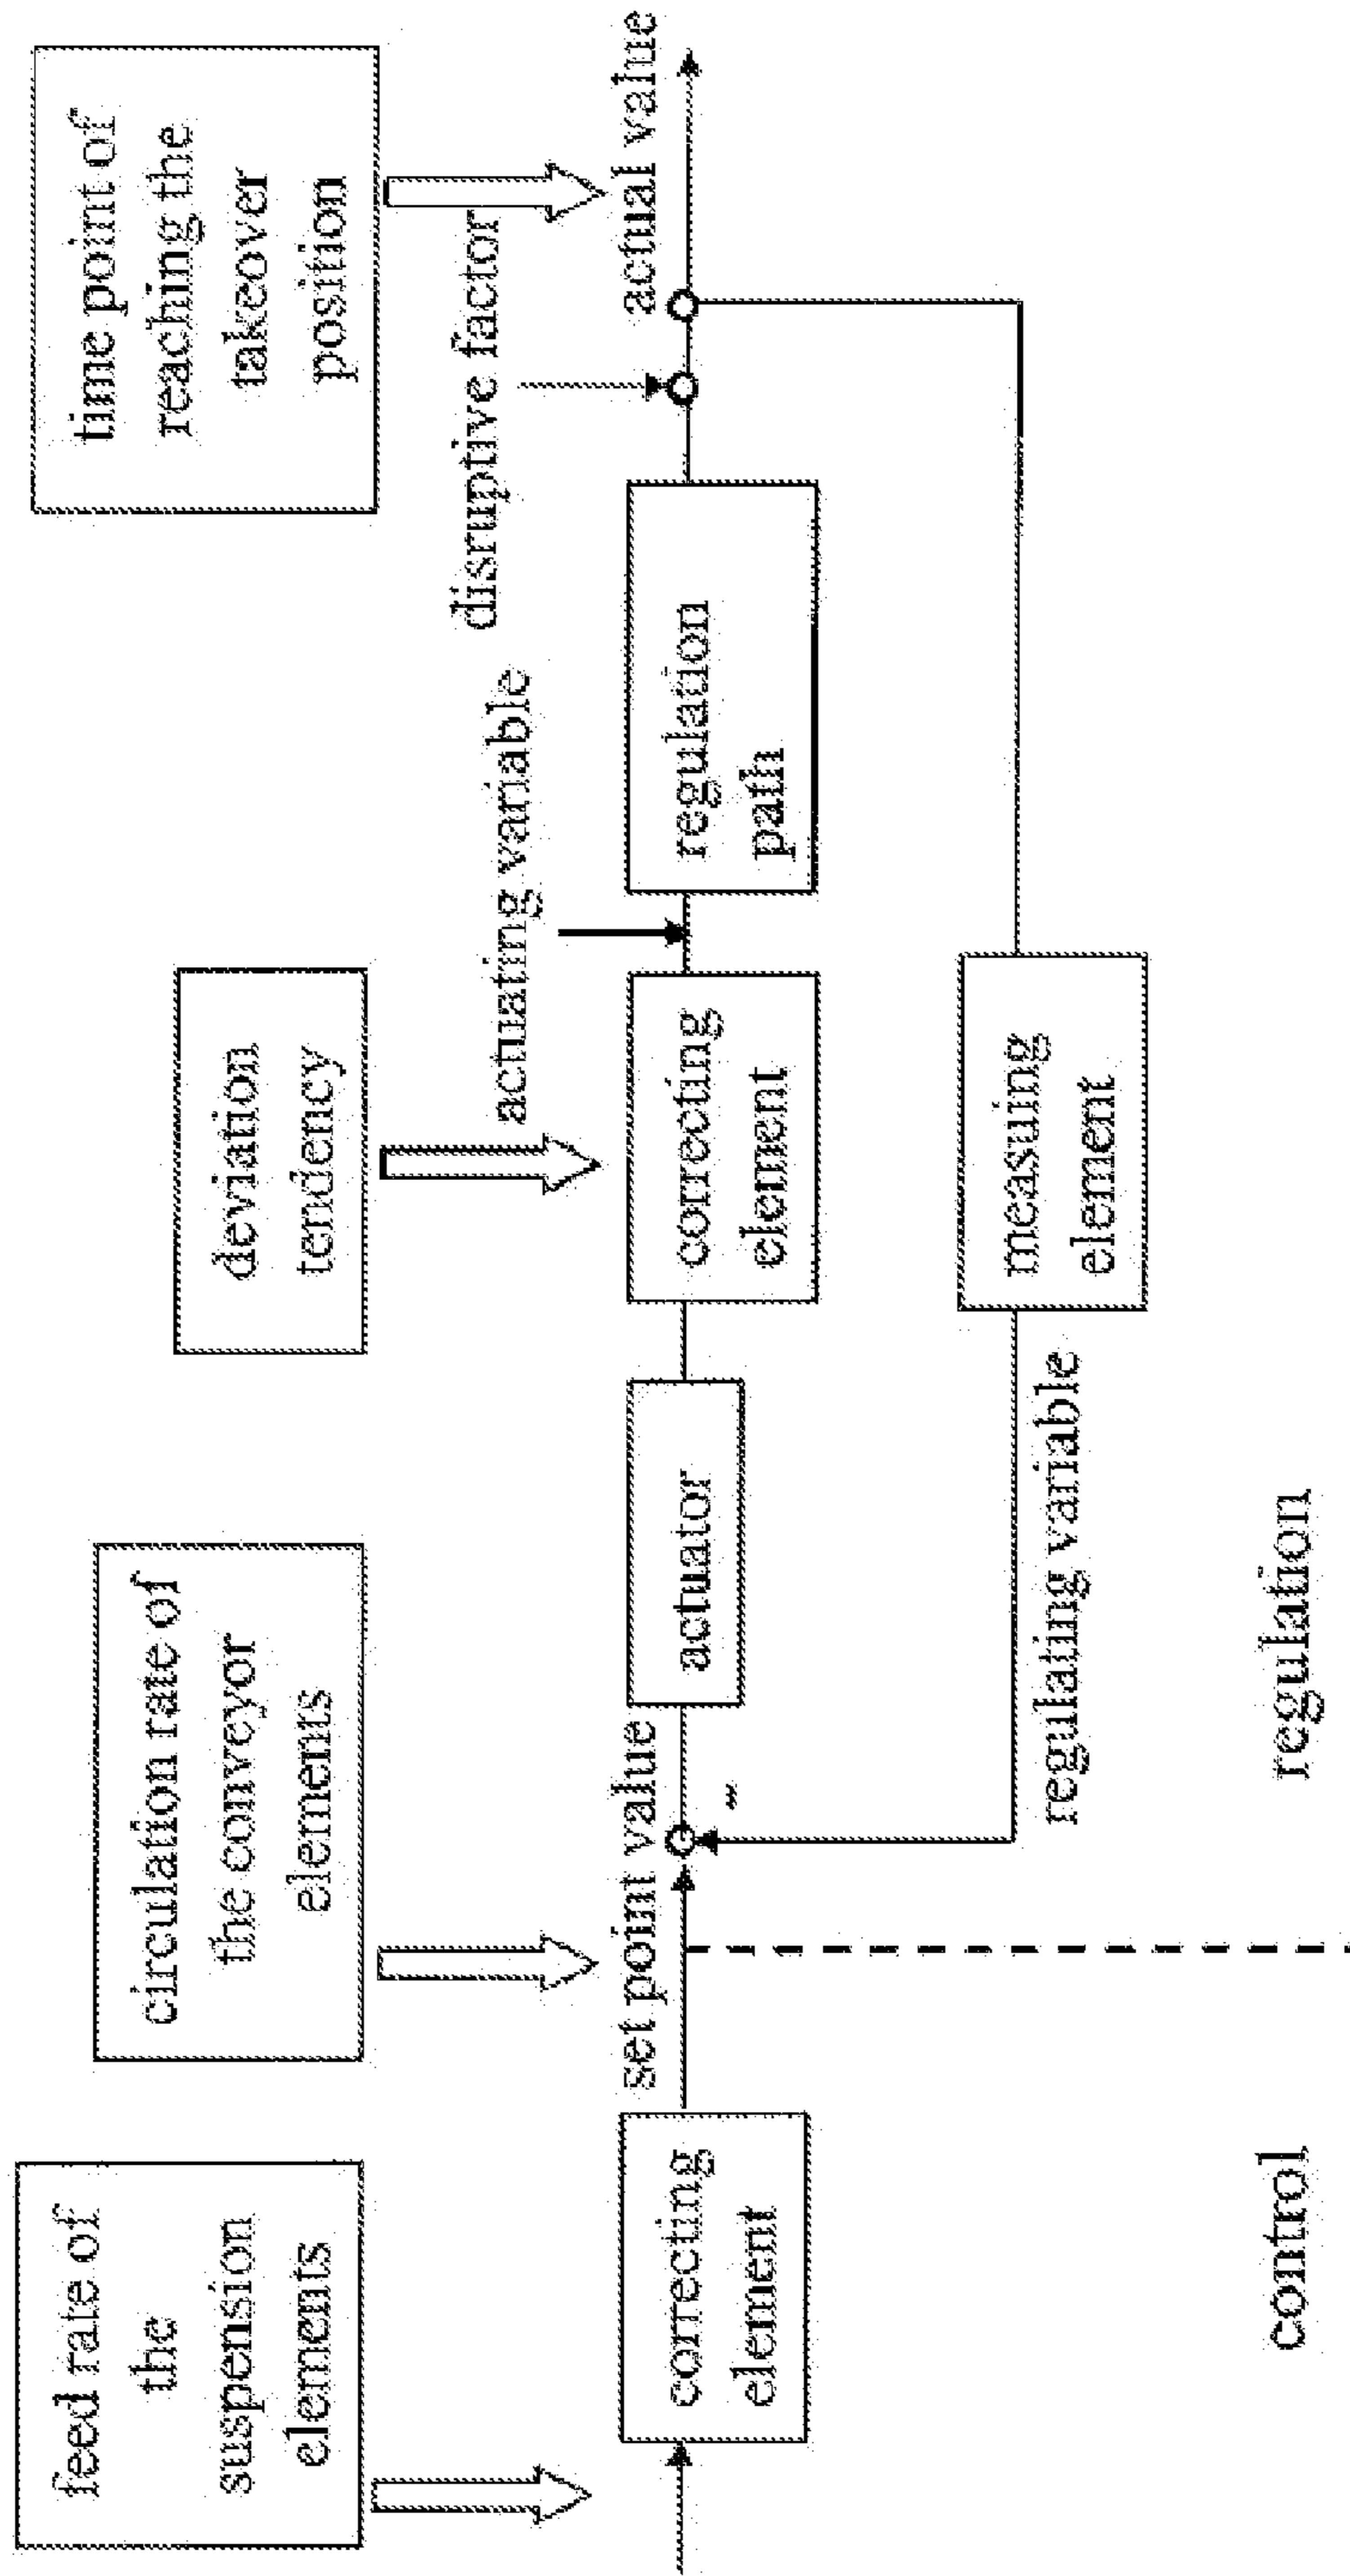 feed rate of
the
suspension
elements
circulation rate of
the conveyor
elements
deviation
tendency
time point of
reaching the
takeover
position
actuating variable
disruptive factor
set point value
actual value
correcting
element
actuator
correcting
element
regulation
path
-
measuing
element
regulating variable
control
regulation